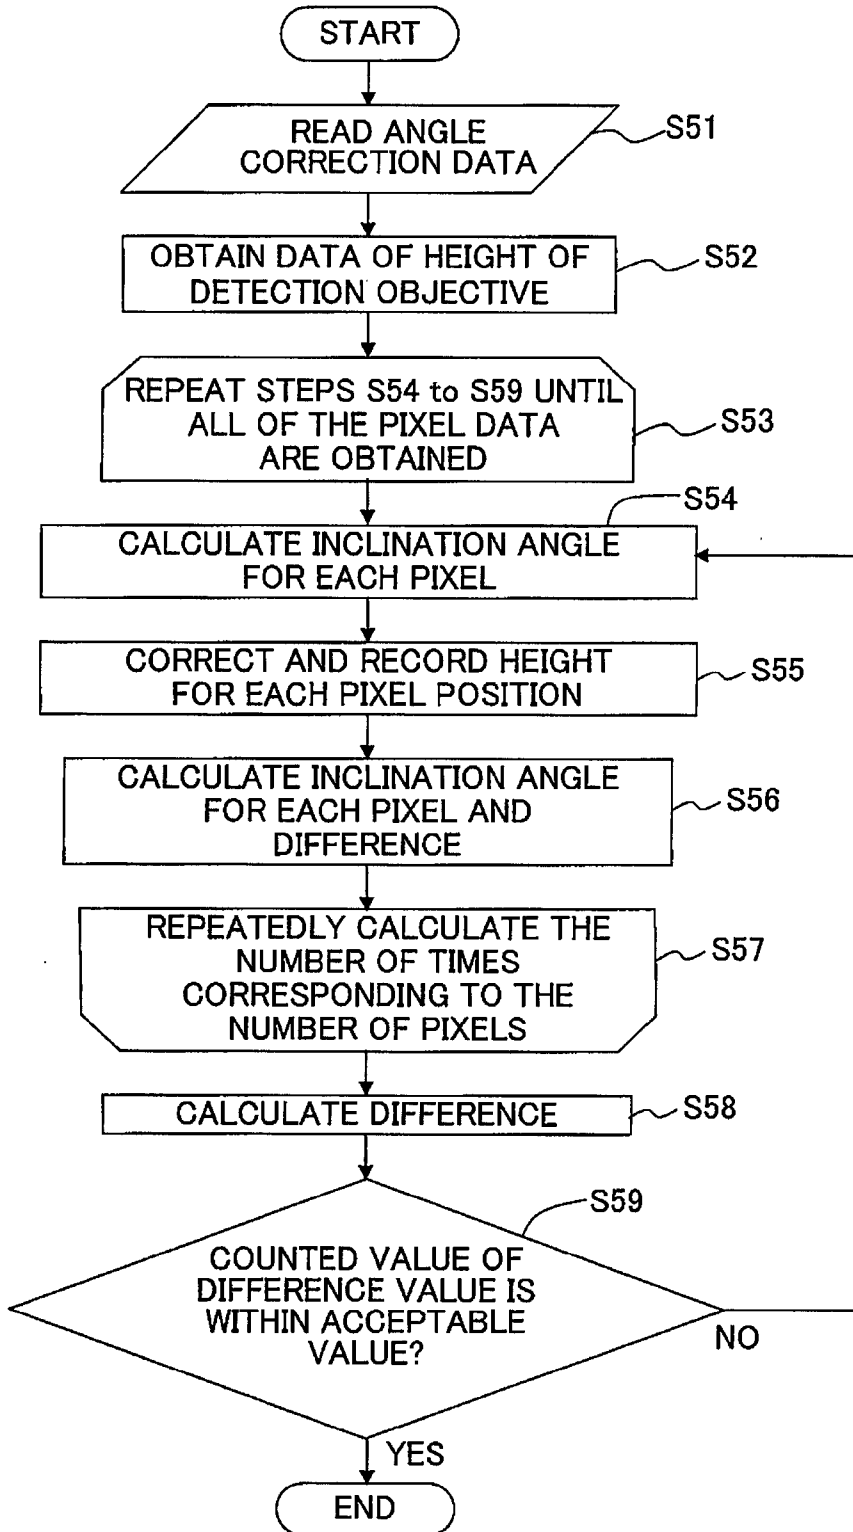 START
READ ANGLE
CORRECTION DATA
S51
OBTAIN DATA OF HEIGHT OF
DETECTION OBJECTIVE
S52
REPEAT STEPS S54 to S59 UNTIL
ALL OF THE PIXEL DATA
ARE OBTAINED
S53
S54
CALCULATE INCLINATION ANGLE
FOR EACH PIXEL
CORRECT AND RECORD HEIGHT
FOR EACH PIXEL POSITION
S55
CALCULATE INCLINATION ANGLE
FOR EACH PIXEL AND
DIFFERENCE
S56
REPEATEDLY CALCULATE THE
NUMBER OF TIMES
CORRESPONDING TO THE
NUMBER OF PIXELS
S57
CALCULATE DIFFERENCE
S58
S59
COUNTED VALUE OF
DIFFERENCE VALUE IS
WITHIN ACCEPTABLE
VALUE?
NO
YES
END